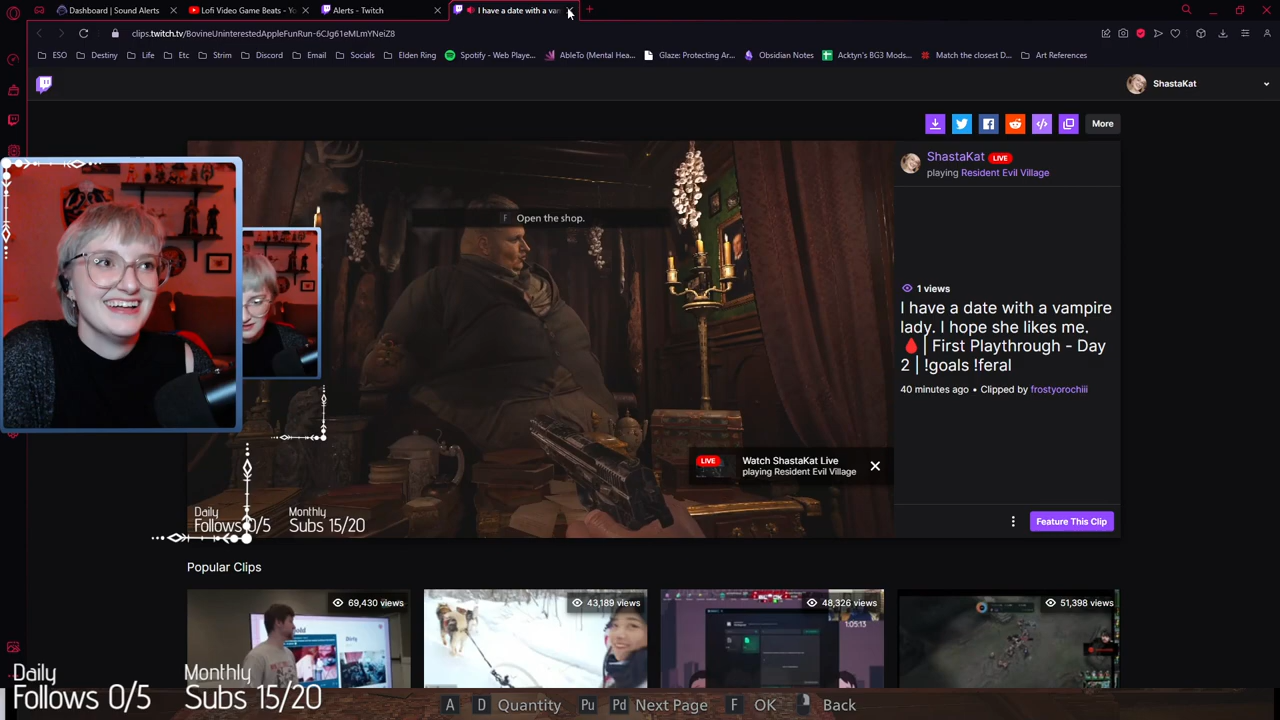 Dashboard | Sound Alerts
Lofi Video Game Beats - Yo
Alerts - Twitch
I have a date with a va
clips.twitch.tv/BovineUninterestedAppleFunRun-6CJg61eMLmYNeiZ8
ESO
Destiny
Life
Etc
Strim
Discord
Email
Socials
Elden Ring
Spotify - Web Playe...
AbleTo (Mental Hea...
Glaze: Protecting Ar...
Obsidian Notes
Acktyn's BG3 Mods...
Match the closest D...
Art References
ShastaKat
More
ShastaKat LIVE
playing Resident Evil Village
F Open the shop.
1 views
I have a date with a vampire
lady. I hope she likes me.
| First Playthrough - Day
2 | !goals !feral
40 minutes ago • Clipped by frostyorochiii
LIVE
Watch ShastaKat Live
playing Resident Evil Village
Daily
Follows 0/5
Monthly
Subs 15/20
Feature This Clip
Popular Clips
69,430 views
43,189 views
48,326 views
51,398 views
1:05:13
Daily
Follows 0/5
Monthly
Subs 15/20
A D Quantity Pu Pd Next Page F OK Back